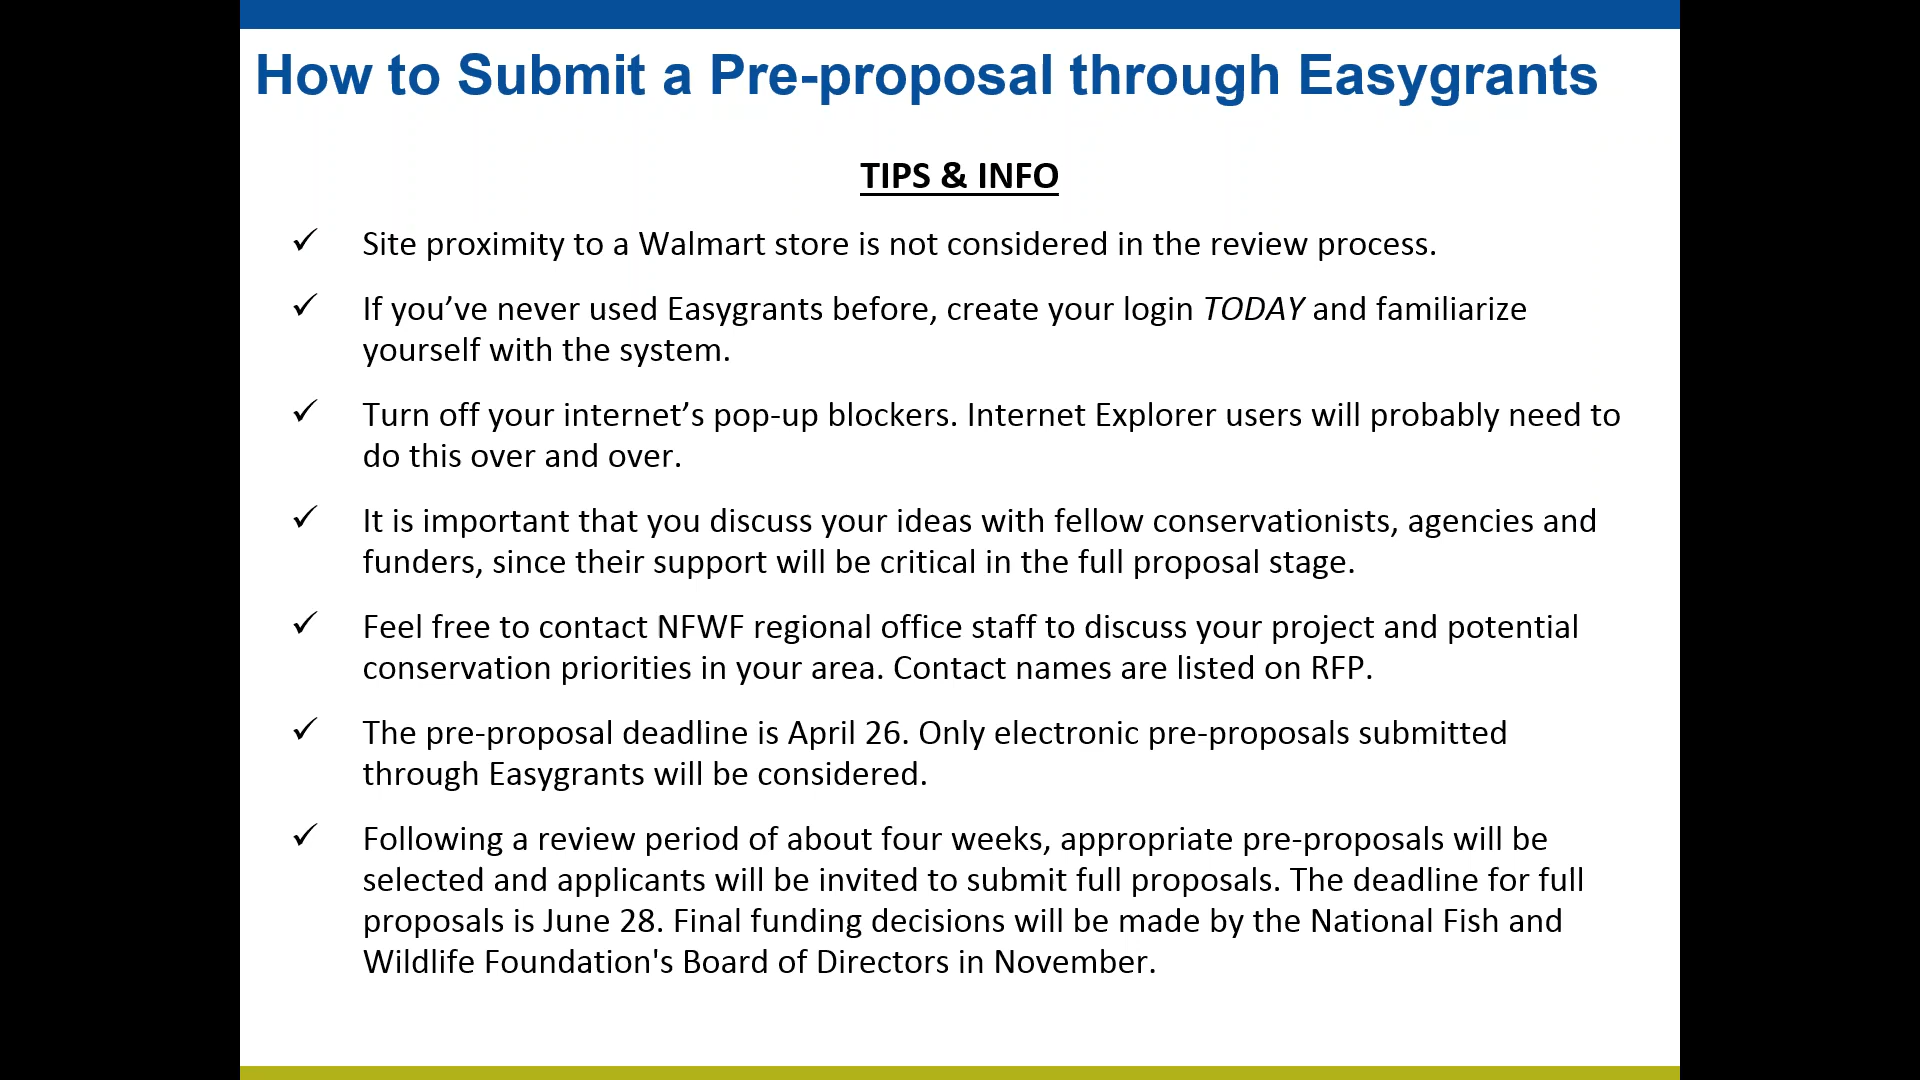 How to Submit a Pre-proposal through Easygrants
TIPS & INFO
✓ Site proximity to a Walmart store is not considered in the review process.
✓ If you’ve never used Easygrants before, create your login TODAY and familiarize
yourself with the system.
✓ Turn off your internet’s pop-up blockers. Internet Explorer users will probably need to
do this over and over.
✓ It is important that you discuss your ideas with fellow conservationists, agencies and
funders, since their support will be critical in the full proposal stage.
✓ Feel free to contact NFWF regional office staff to discuss your project and potential
conservation priorities in your area. Contact names are listed on RFP.
✓ The pre-proposal deadline is April 26. Only electronic pre-proposals submitted
through Easygrants will be considered.
✓ Following a review period of about four weeks, appropriate pre-proposals will be
selected and applicants will be invited to submit full proposals. The deadline for full
proposals is June 28. Final funding decisions will be made by the National Fish and
Wildlife Foundation's Board of Directors in November.